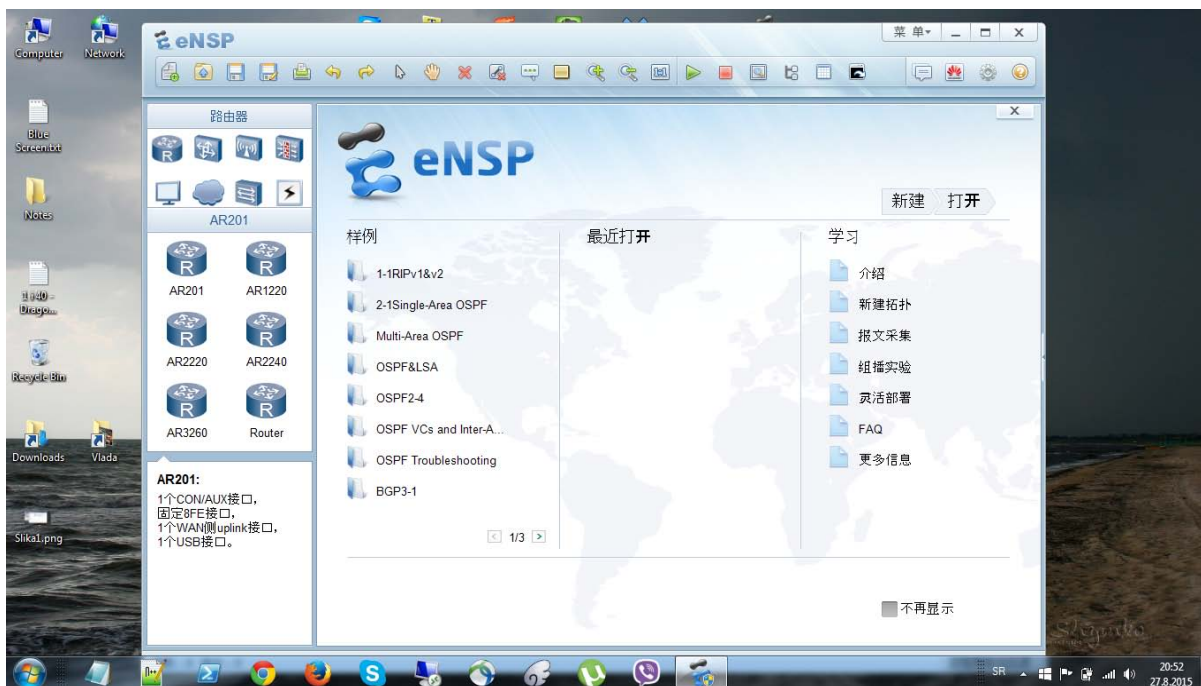 Computer
Network
Blue Screen.txt
Notes
Recycle Bin
Downloads
Vlada
Slika1.png
eNSP
菜 单
路由器
AR201
AR201
AR1220
AR2220
AR2240
AR3260
Router
AR201:
1个CON/AUX接口，
固定8FE接口，
1个WAN侧uplink接口，
1个USB接口。
eNSP
新建
打开
样例
1-1RIPv1&v2
2-1Single-Area OSPF
Multi-Area OSPF
OSPF&LSA
OSPF2-4
OSPF VCs and Inter-A...
OSPF Troubleshooting
BGP3-1
1/3
最近打开
学习
介绍
新建拓扑
报文采集
组播实验
灵活部署
FAQ
更多信息
不再显示
SR
20:52
27.8.2015